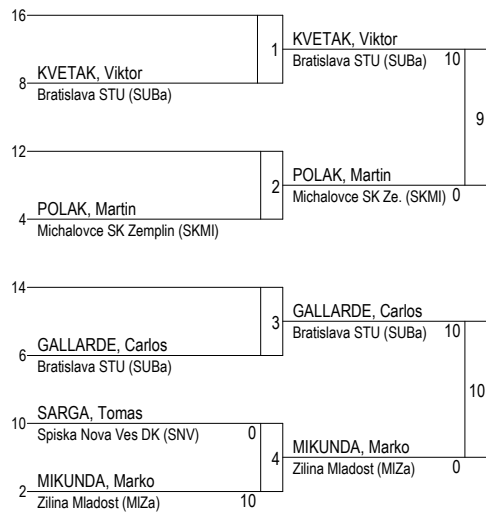 16
1
KVETAK, Viktor
8
Bratislava STU (SUBa)
KVETAK, Viktor
Bratislava STU (SUBa) 10
9
12
2
POLAK, Martin
4
Michalovce SK Zemplin (SKMI)
POLAK, Martin
Michalovce SK Ze. (SKMI) 0
14
3
GALLARDE, Carlos
6
Bratislava STU (SUBa)
GALLARDE, Carlos
Bratislava STU (SUBa) 10
10
SARGA, Tomas
10
Spiska Nova Ves DK (SNV) 0
4
MIKUNDA, Marko
2
Zilina Mladost (MlZa) 10
MIKUNDA, Marko
Zilina Mladost (MlZa) 0